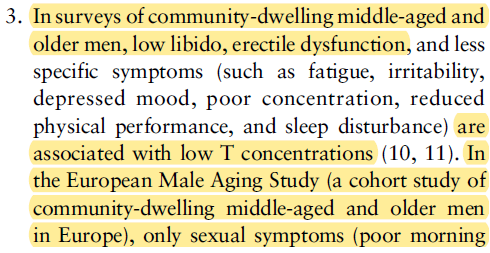 3. In surveys of community-dwelling middle-aged and
older men, low libido, erectile dysfunction, and less
specific symptoms (such as fatigue, irritability,
depressed mood, poor concentration, reduced
physical performance, and sleep disturbance) are
associated with low T concentrations (10, 11). In
the European Male Aging Study (a cohort study of
community-dwelling middle-aged and older men
in Europe), only sexual symptoms (poor morning